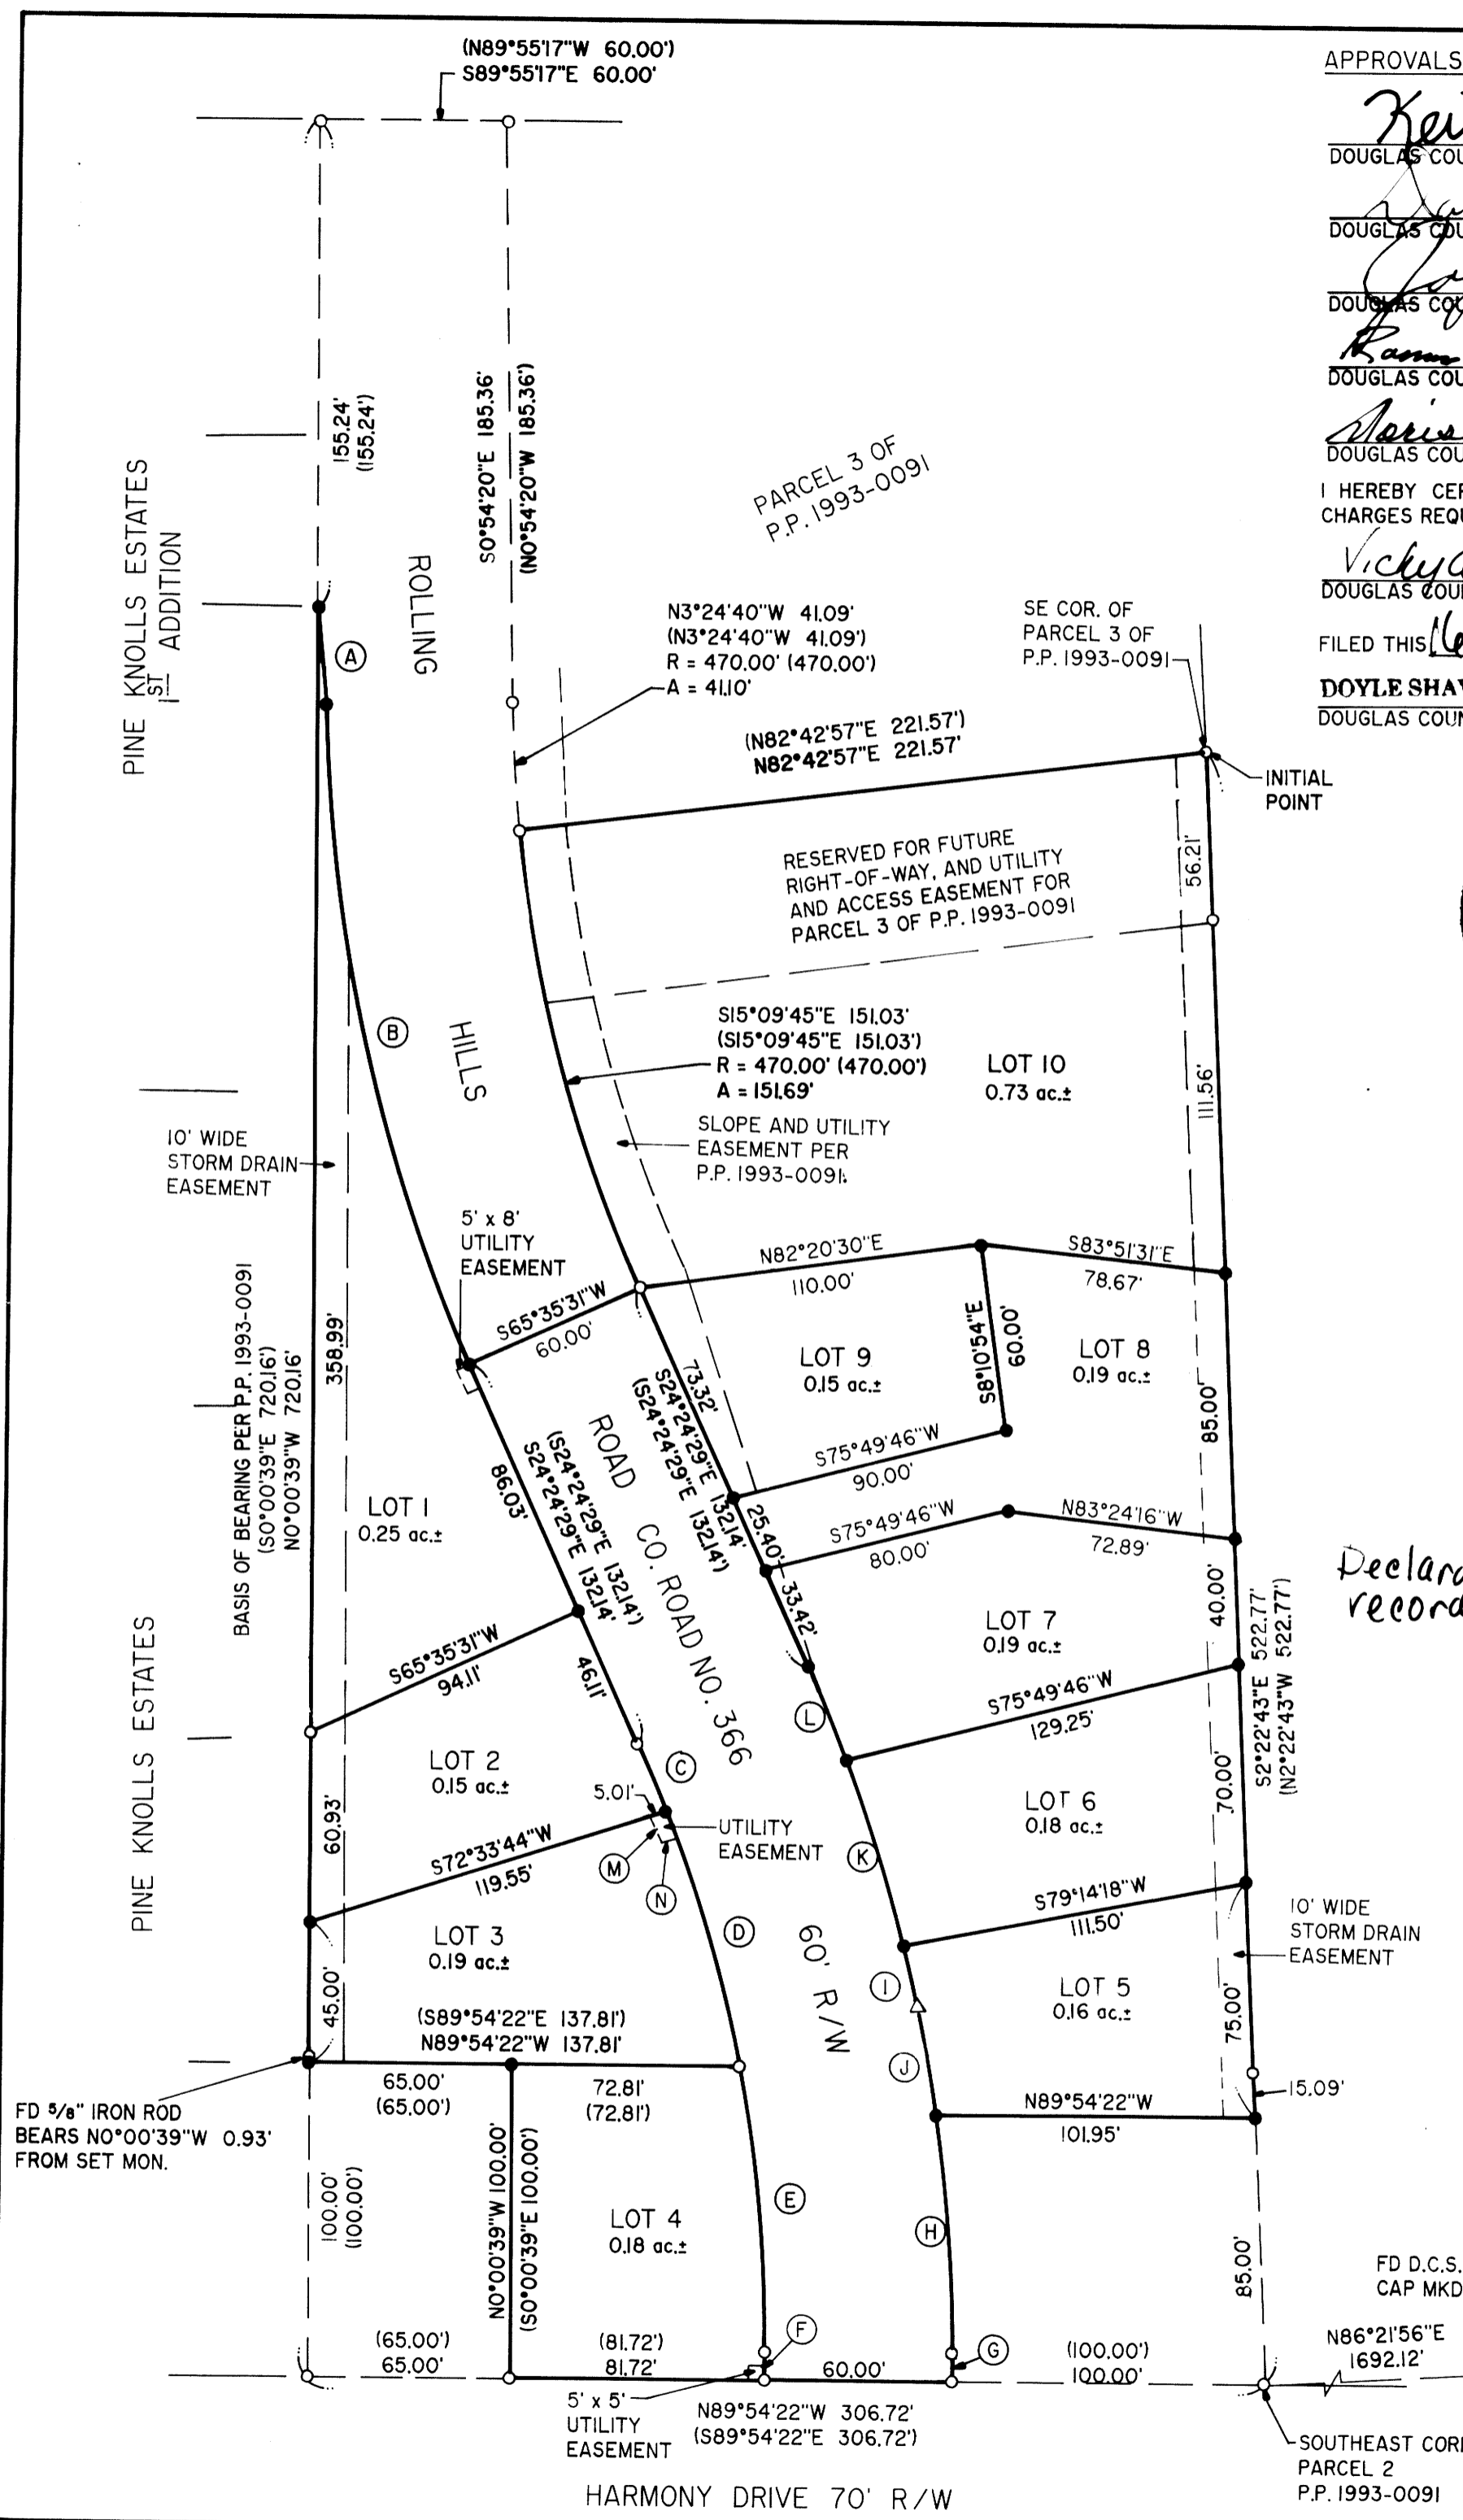 (N89°55'17"W 60.00')
S89°55'17"E 60.00'
APPROVALS
DOUGLAS COU
DOUGLAS COU
DOUGLAS COU
DOUGLAS COU
DOUGLAS COU
I HEREBY CER
CHARGES REQU
Vicky
DOUGLAS COUN
FILED THIS 16
DOYLE SHAV
DOUGLAS COUN
155.24'
(155.24')
S0°54'20"E 185.36'
(N0°54'20"W 185.36')
PARCEL 3 OF
P.P. 1993-0091
PINE KNOLLS ESTATES
1ST ADDITION
ROLLING
A
N3°24'40"W 41.09'
(N3°24'40"W 41.09')
R = 470.00' (470.00')
A = 41.10'
SE COR. OF
PARCEL 3 OF
P.P. 1993-0091
(N82°42'57"E 221.57')
N82°42'57"E 221.57'
INITIAL
POINT
RESERVED FOR FUTURE
RIGHT-OF-WAY, AND UTILITY
AND ACCESS EASEMENT FOR
PARCEL 3 OF P.P. 1993-0091
56.21'
B
HILLS
S15°09'45"E 151.03'
(S15°09'45"E 151.03')
R = 470.00' (470.00')
A = 151.69'
LOT 10
0.73 ac.±
111.56'
SLOPE AND UTILITY
EASEMENT PER
P.P. 1993-0091.
10' WIDE
STORM DRAIN
EASEMENT
5' x 8'
UTILITY
EASEMENT
S65°35'31"W
60.00'
N82°20'30"E
110.00'
S83°51'31"E
78.67'
BASIS OF BEARING PER P.P. 1993-0091
(S0°00'39"E 720.16')
N0°00'39"W 720.16'
358.99'
LOT 9
0.15 ac.±
S8°10'54"E
60.00'
LOT 8
0.19 ac.±
85.00'
73.32'
S24°24'29"E 132.14'
(S24°24'29"E 132.14')
ROAD CO. ROAD NO. 366
(S24°24'29"E 132.14')
S24°24'29"E 132.14'
86.03'
LOT 1
0.25 ac.±
S75°49'46"W
90.00'
25.40'
S75°49'46"W
80.00'
N83°24'16"W
72.89'
33.42'
40.00'
S2°22'43"E 522.77'
(N2°22'43"W 522.77')
LOT 7
0.19 ac.±
S65°35'31"W
94.11'
46.11'
PINE KNOLLS ESTATES
S75°49'46"W
129.25'
L
LOT 2
0.15 ac.±
C
5.01'
UTILITY
EASEMENT
60.93'
LOT 6
0.18 ac.±
70.00'
S72°33'44"W
119.55'
M
N
K
D
S79°14'18"W
111.50'
LOT 3
0.19 ac.±
60' R/W
10' WIDE
STORM DRAIN
EASEMENT
I
LOT 5
0.16 ac.±
45.00'
(S89°54'22"E 137.81')
N89°54'22"W 137.81'
75.00'
J
65.00'
(65.00')
72.81'
(72.81')
15.09'
N89°54'22"W
101.95'
FD 5/8" IRON ROD
BEARS N0°00'39"W 0.93'
FROM SET MON.
100.00'
(100.00')
N0°00'39"W 100.00'
(S0°00'39"E 100.00')
LOT 4
0.18 ac.±
E
H
85.00'
FD D.C.S.
CAP MKD
(65.00')
65.00'
(81.72')
81.72'
F
60.00'
G
(100.00')
100.00'
N86°21'56"E
1692.12'
5' x 5'
UTILITY
EASEMENT
N89°54'22"W 306.72'
(S89°54'22"E 306.72')
SOUTHEAST COR
PARCEL 2
P.P. 1993-0091
HARMONY DRIVE 70' R/W
Declar
record